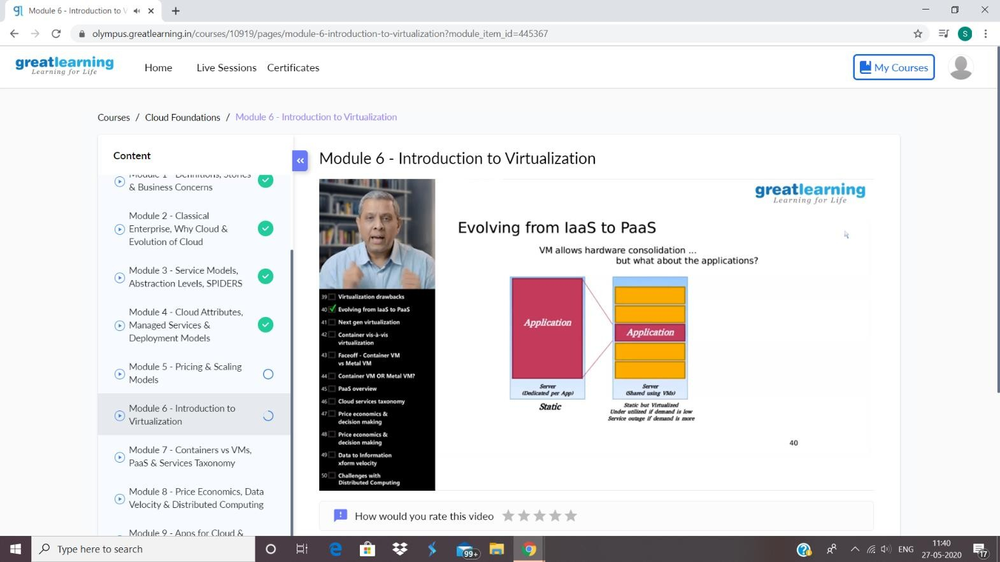 gl Module 6 - Introduction to V
olympus.greatlearning.in/courses/10919/pages/module-6-introduction-to-virtualization?module_item_id=445367
S
greatlearning
Learning for Life
Home
Live Sessions
Certificates
My Courses
Courses / Cloud Foundations / Module 6 - Introduction to Virtualization
Content
Module 1 - Definitions, Stories
& Business Concerns
Module 2 - Classical
Enterprise, Why Cloud &
Evolution of Cloud
Module 3 - Service Models,
Abstraction Levels, SPIDERS
Module 4 - Cloud Attributes,
Managed Services &
Deployment Models
Module 5 - Pricing & Scaling
Models
Module 6 - Introduction to
Virtualization
Module 7 - Containers vs VMs,
PaaS & Services Taxonomy
Module 8 - Price Economics, Data
Velocity & Distributed Computing
Module 9 - Apps for Cloud &
Module 6 - Introduction to Virtualization
39 Virtualization drawbacks
40 Evolving from IaaS to PaaS
41 Next gen virtualization
42 Container vis-à-vis
virtualization
43 Faceoff - Container VM
vs Metal VM
44 Container VM OR Metal VM?
45 PaaS overview
46 Cloud services taxonomy
47 Price economics &
decision making
48 Price economics &
decision making
49 Data to Information
xform velocity
50 Challenges with
Distributed Computing
greatlearning
Learning for Life
Evolving from IaaS to PaaS
VM allows hardware consolidation ...
but what about the applications?
Application
Server
(Dedicated per App)
Static
Application
Server
(Shared using VMs)
Static but Virtualized
Under utilized if demand is low
Service outage if demand is more
40
How would you rate this video
Type here to search
99+
ENG
11:40
27-05-2020
17